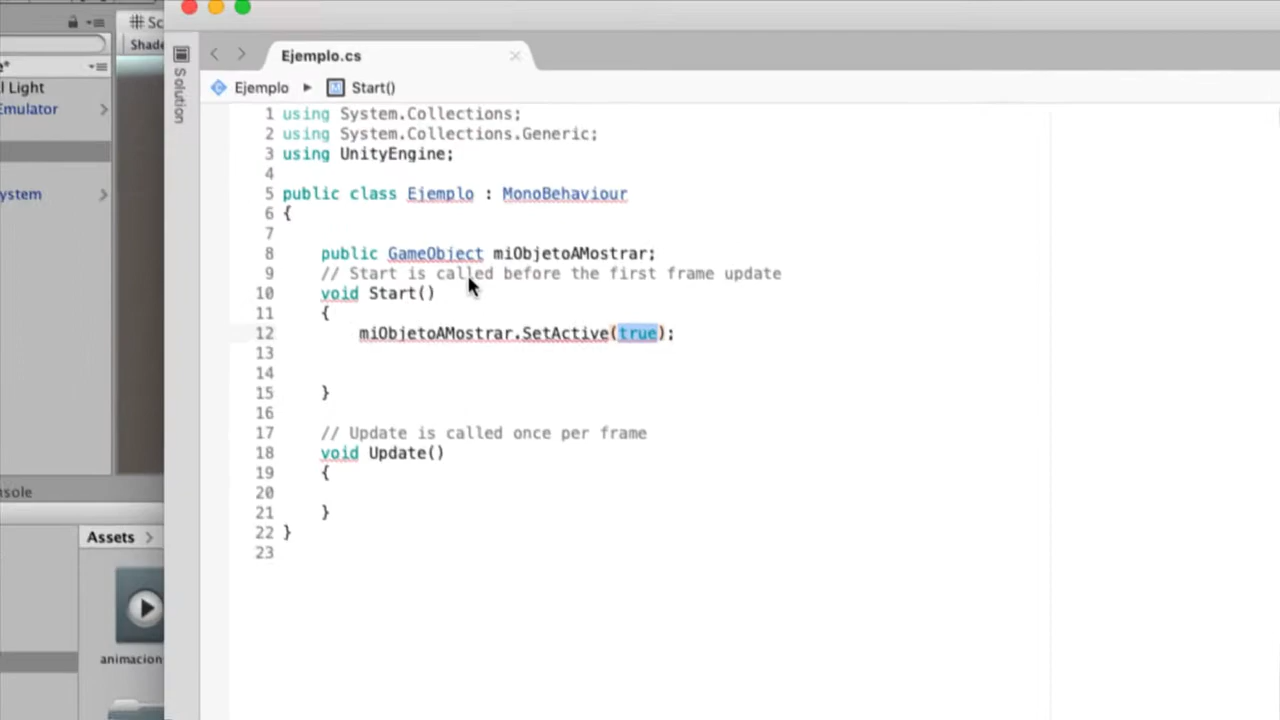 Sc
Shade
e*
l Light
Emulator
ystem
nsole
Assets
animacion
Solution
Ejemplo.cs
Ejemplo
Start()
1 using System.Collections;
2 using System.Collections.Generic;
3 using UnityEngine;
4
5 public class Ejemplo : MonoBehaviour
6 {
7
8 public GameObject miObjetoAMostrar;
9 // Start is called before the first frame update
10 void Start()
11 {
12 miObjetoAMostrar.SetActive(true);
13
14
15 }
16
17 // Update is called once per frame
18 void Update()
19 {
20
21 }
22 }
23